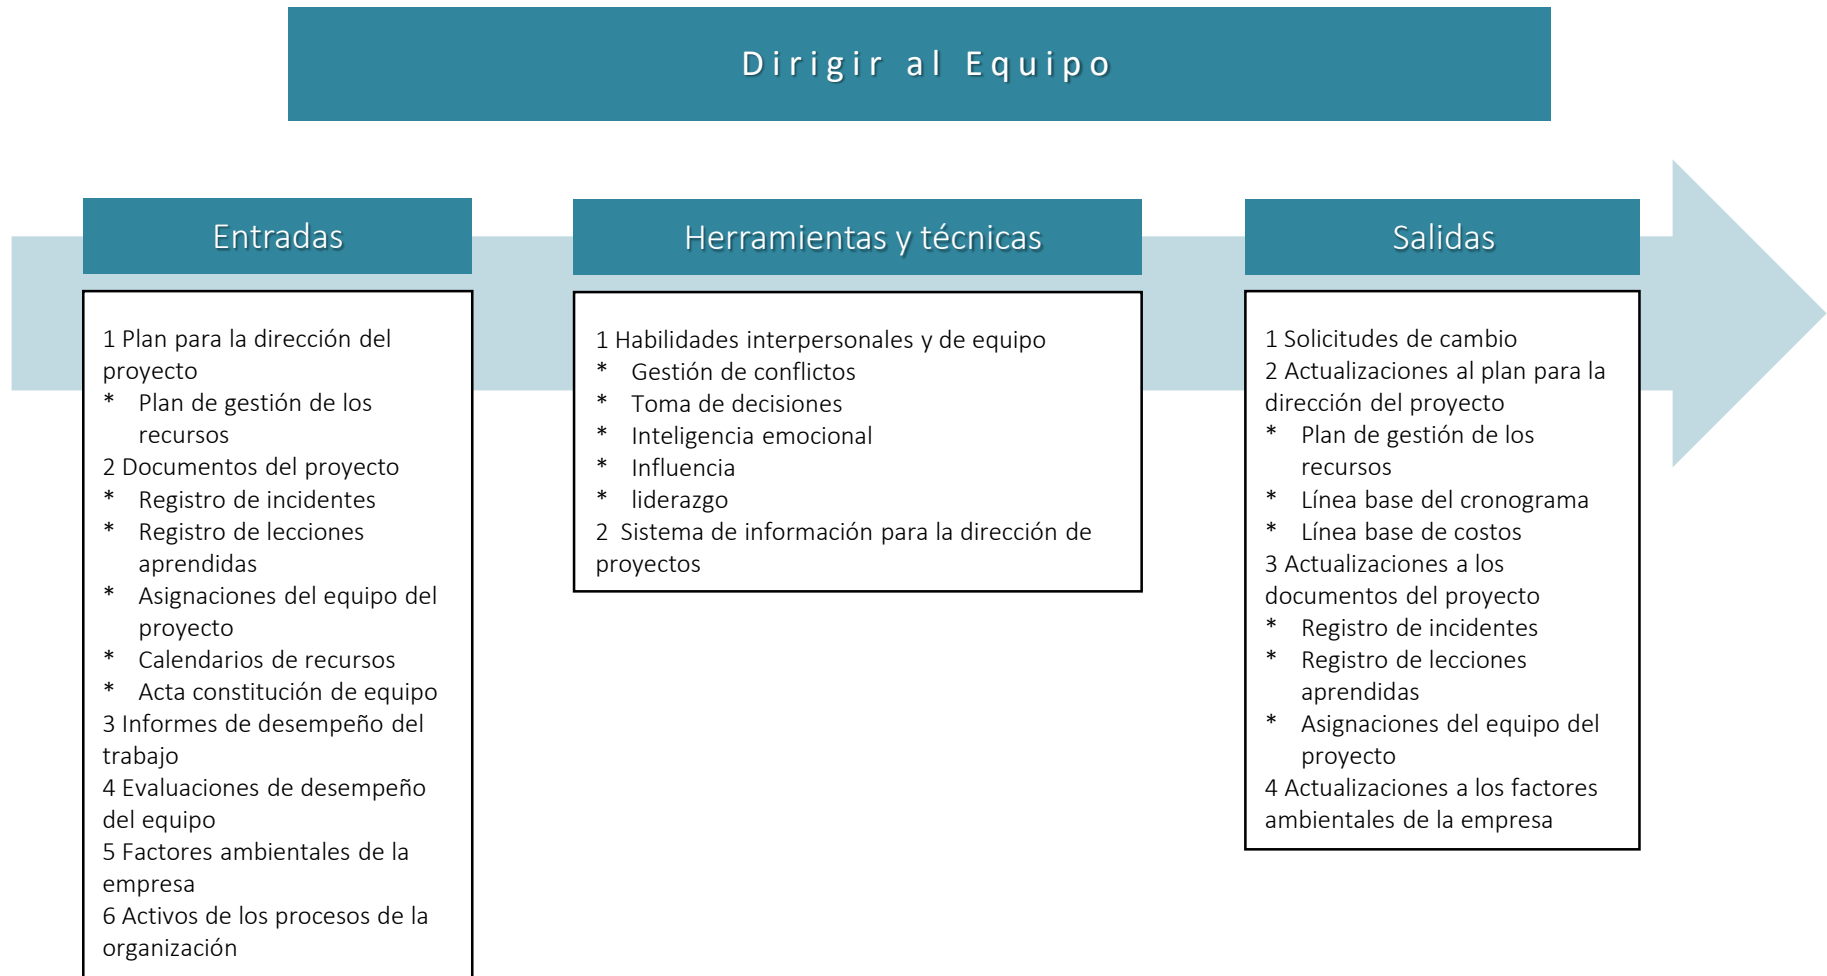 Dirigir al Equipo
Entradas
1 Plan para la dirección del
proyecto
* Plan de gestión de los
recursos
2 Documentos del proyecto
* Registro de incidentes
* Registro de lecciones
aprendidas
* Asignaciones del equipo del
proyecto
* Calendarios de recursos
* Acta constitución de equipo
3 Informes de desempeño del
trabajo
4 Evaluaciones de desempeño
del equipo
5 Factores ambientales de la
empresa
6 Activos de los procesos de la
organización
Herramientas y técnicas
1 Habilidades interpersonales y de equipo
* Gestión de conflictos
* Toma de decisiones
* Inteligencia emocional
* Influencia
* liderazgo
2 Sistema de información para la dirección de
proyectos
Salidas
1 Solicitudes de cambio
2 Actualizaciones al plan para la
dirección del proyecto
* Plan de gestión de los
recursos
* Línea base del cronograma
* Línea base de costos
3 Actualizaciones a los
documentos del proyecto
* Registro de incidentes
* Registro de lecciones
aprendidas
* Asignaciones del equipo del
proyecto
4 Actualizaciones a los factores
ambientales de la empresa